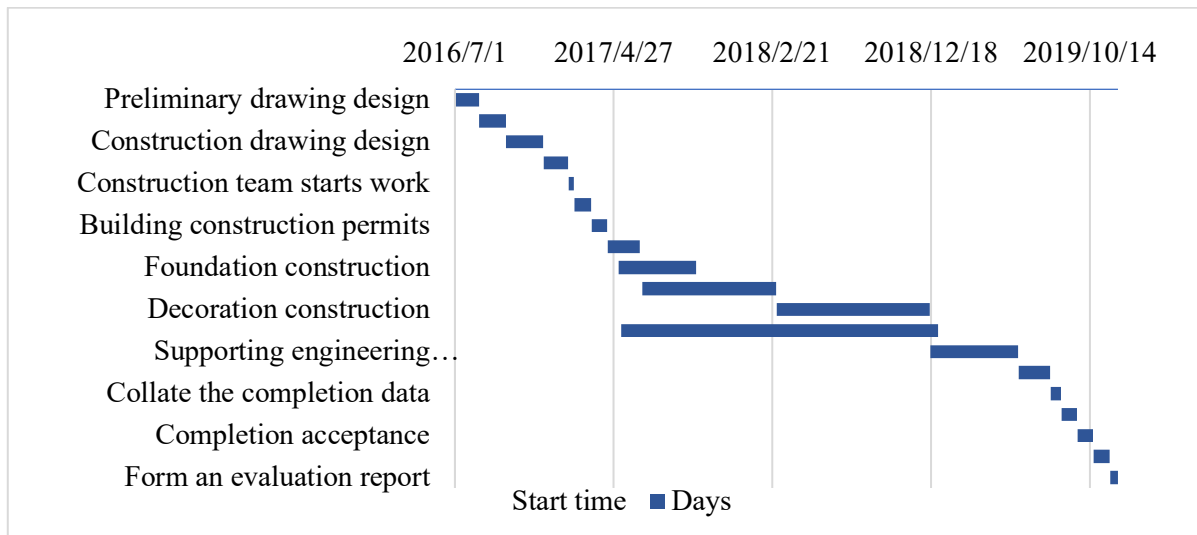 2016/7/1 2017/4/27 2018/2/21 2018/12/18 2019/10/14
Preliminary drawing design
Construction drawing design
Construction team starts work
Building construction permits
Foundation construction
Decoration construction
Supporting engineering…
Collate the completion data
Completion acceptance
Form an evaluation report
Start time Days